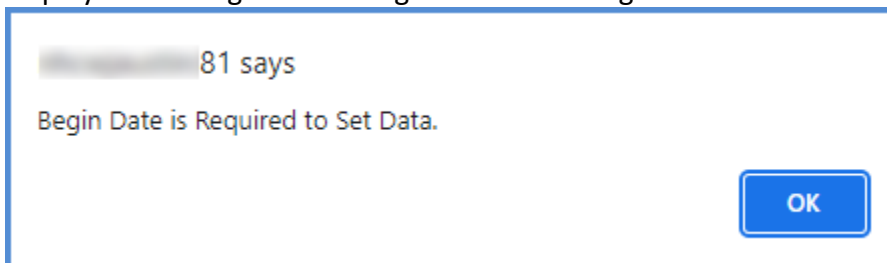 81 says
Begin Date is Required to Set Data.
OK